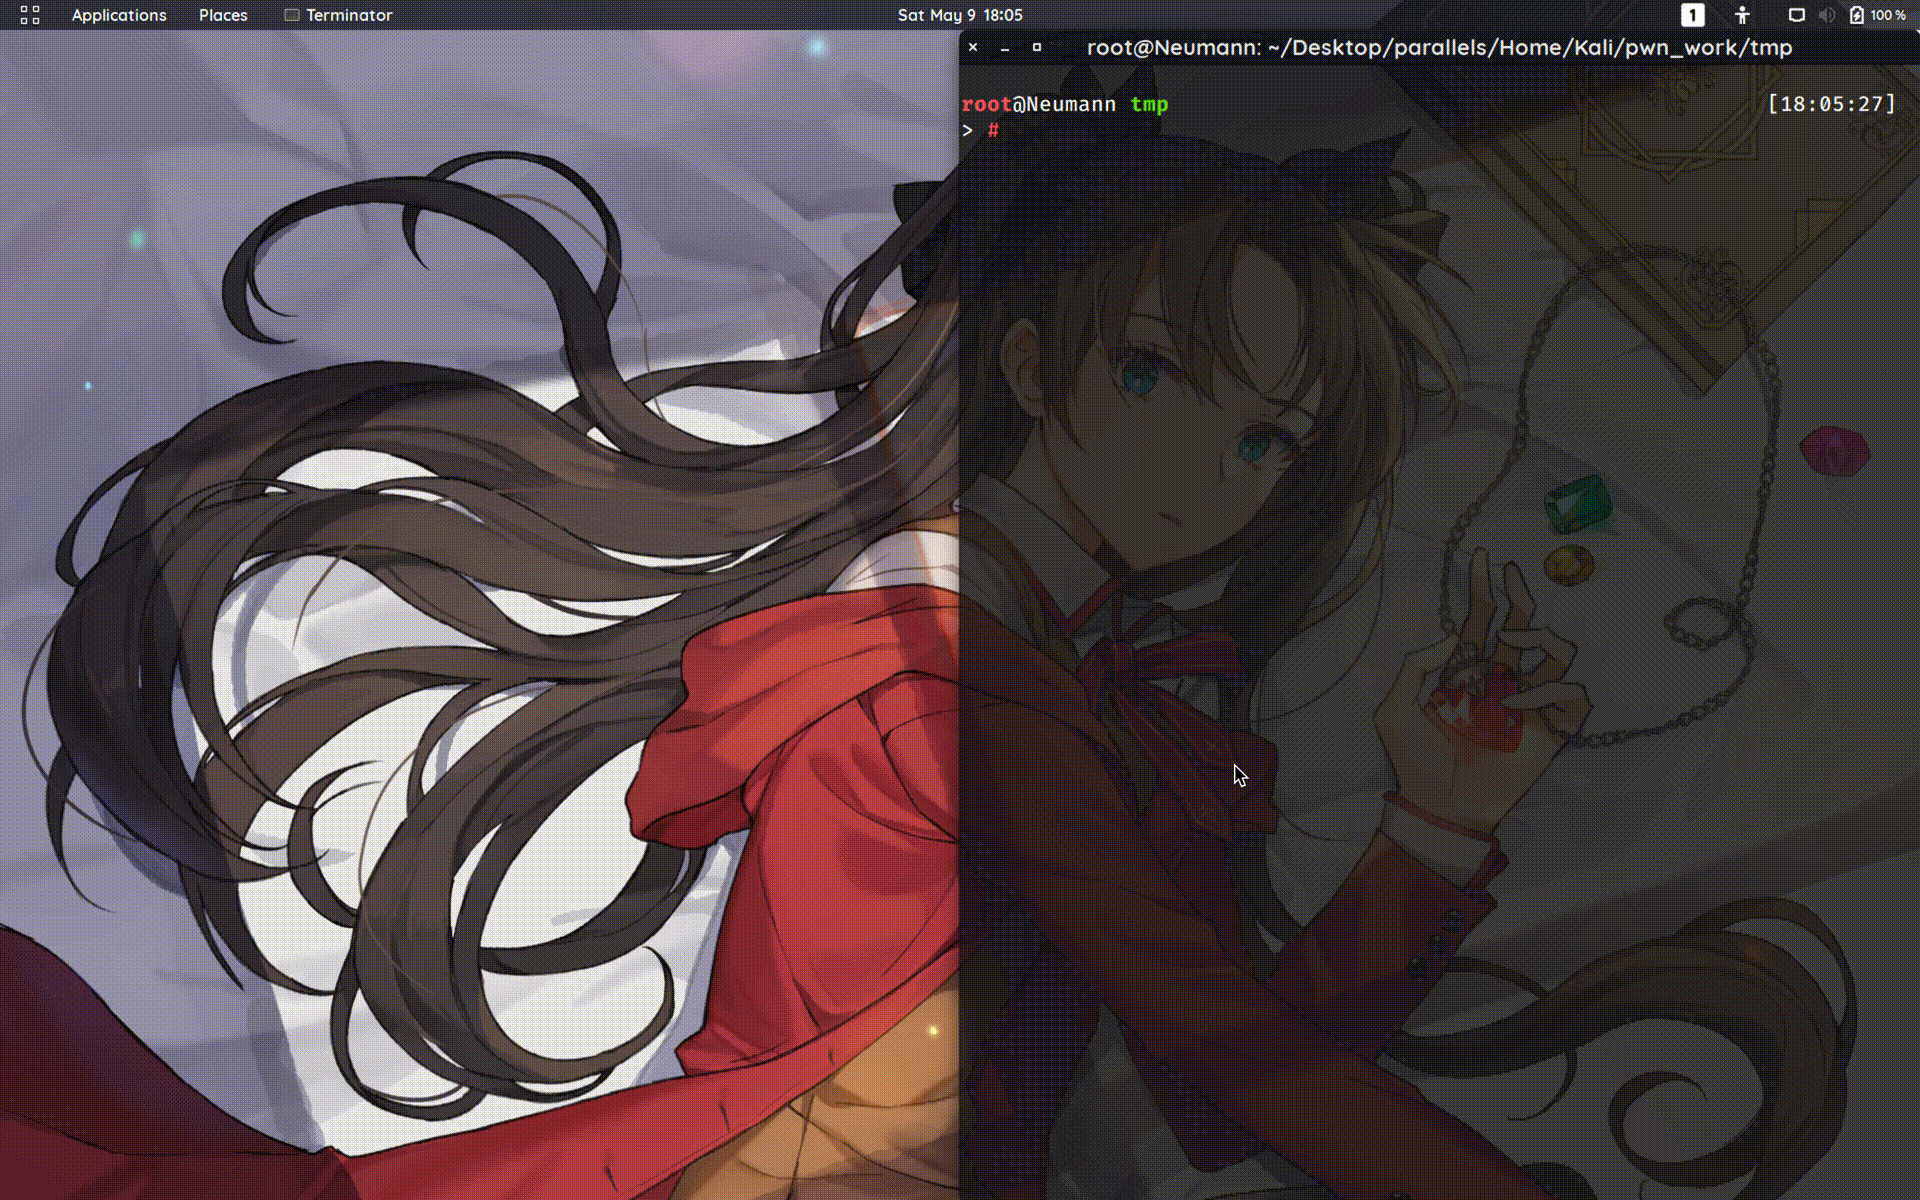 Applications Places Terminator Sat May 9 18:05 1 100 %
root@Neumann: ~/Desktop/parallels/Home/Kali/pwn_work/tmp
root@Neumann tmp [18:05:27]
> #